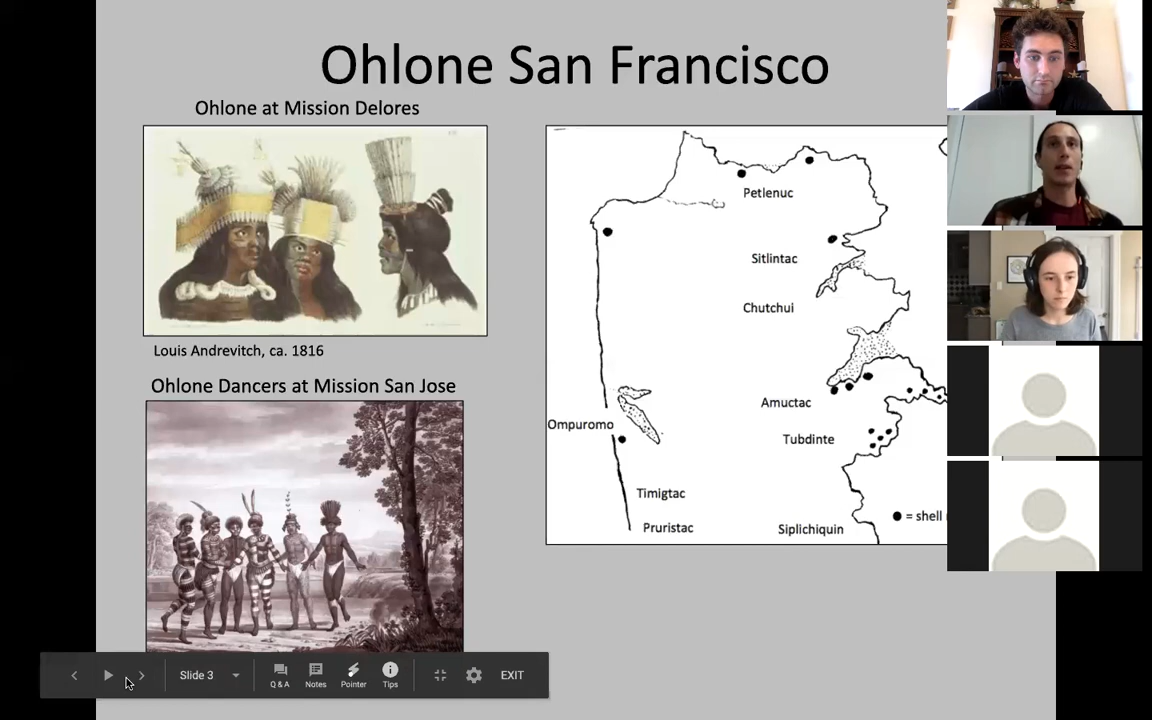 Ohlone San Francisco
Ohlone at Mission Delores
Louis Andrevitch, ca. 1816
Ohlone Dancers at Mission San Jose
Petlenuc
Sitlintac
Chutchui
Amuctac
Ompuromo
Tubdinte
Timigtac
Pruristac
Siplichiquin
= shell
Slide 3
Q & A
Notes
Pointer
Tips
EXIT